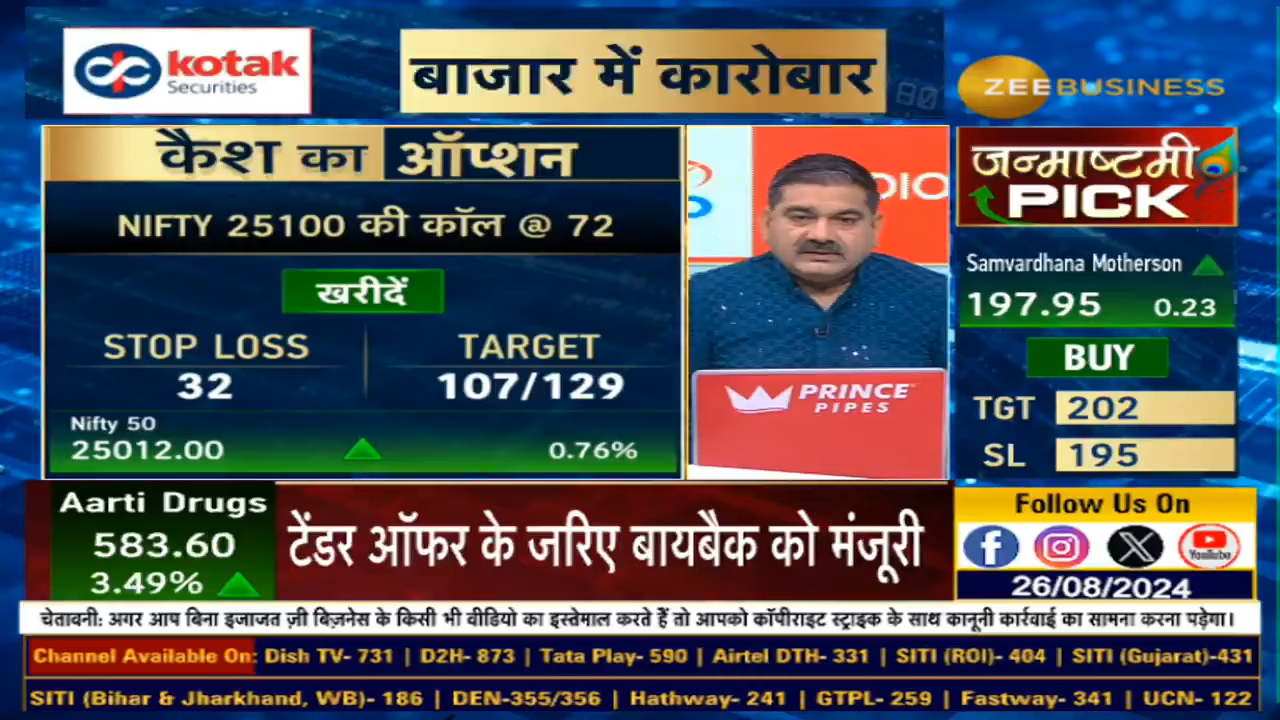 kotak
Securities
बाजार में कारोबार
ZEE BUSINESS
कैश का ऑप्शन
NIFTY 25100 की कॉल @ 72
खरीदें
STOP LOSS
32
TARGET
107/129
Nifty 50
25012.00 0.76%
DIO
PRINCE
PIPES
जन्माष्टमी
PICK
Samvardhana Motherson
197.95 0.23
BUY
TGT 202
SL 195
Aarti Drugs
583.60
3.49%
टेंडर ऑफर के जरिए बायबैक को मंजूरी
Follow Us On
YouTube
26/08/2024
चेतावनी: अगर आप बिना इजाजत ज़ी बिज़नेस के किसी भी वीडियो का इस्तेमाल करते हैं तो आपको कॉपीराइट स्ट्राइक के साथ कानूनी कार्रवाई का सामना करना पड़ेगा।
Channel Available On: Dish TV- 731 | D2H- 873 | Tata Play- 590 | Airtel DTH- 331 | SITI (ROI)- 404 | SITI (Gujarat)-431
SITI (Bihar & Jharkhand, WB)- 186 | DEN-355/356 | Hathway- 241 | GTPL- 259 | Fastway- 341 | UCN- 122